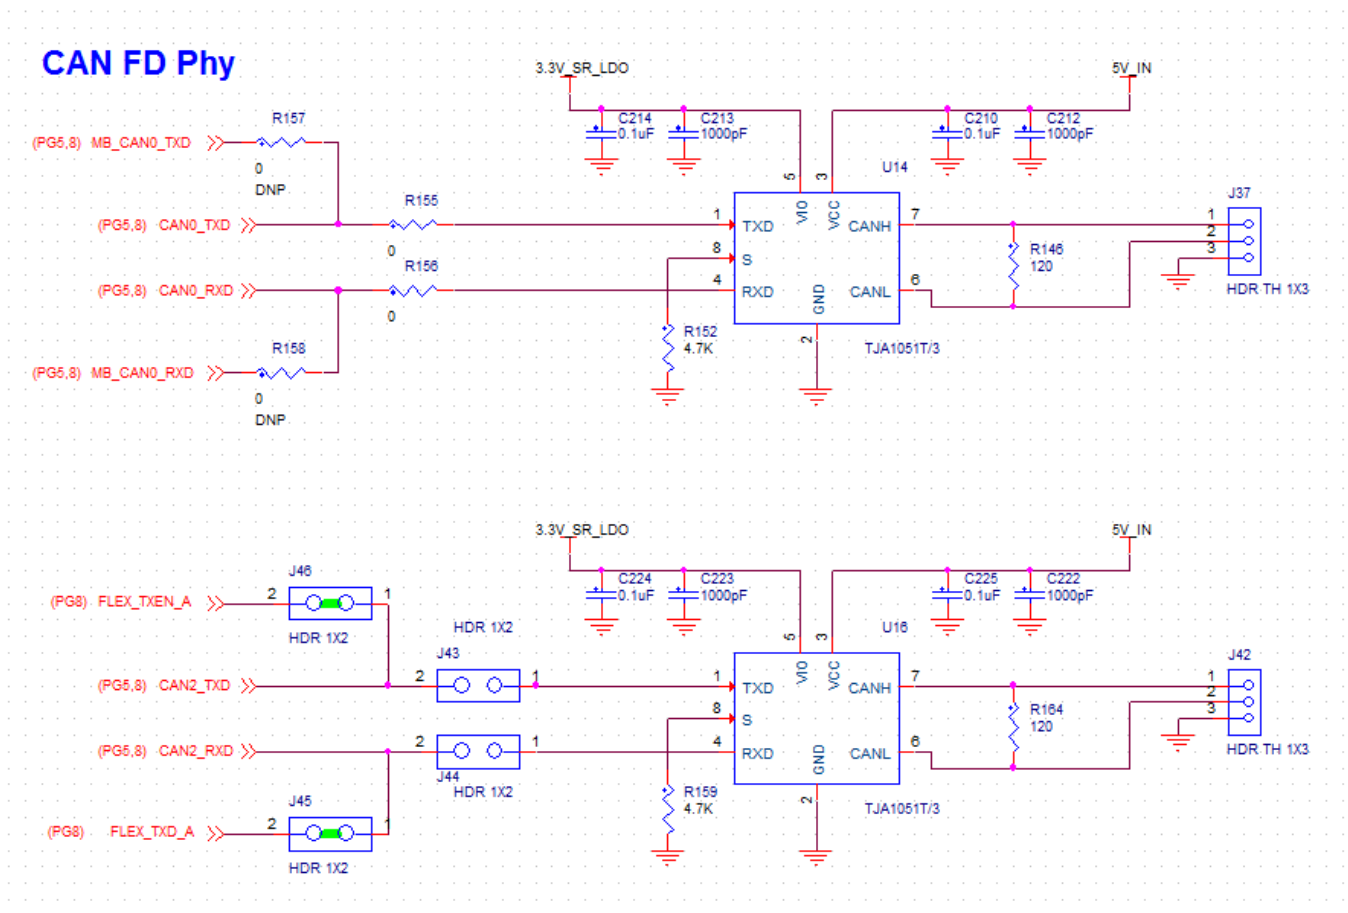 CAN FD Phy
3.3V_SR_LDO
5V_IN
R157
C214
0.1uF
C213
1000pF
C210
0.1uF
C212
1000pF
(PG5,8) MB_CAN0_TXD
0
DNP
5
3
U14
J37
R155
(PG5,8) CAN0_TXD
0
1
TXD
VIO
VCC
CANH
7
1
2
3
8
S
R146
120
R156
(PG5,8) CAN0_RXD
0
4
RXD
GND
CANL
6
HDR TH 1X3
R158
R152
4.7K
2
TJA1051T/3
(PG5,8) MB_CAN0_RXD
0
DNP
3.3V_SR_LDO
5V_IN
J46
C224
0.1uF
C223
1000pF
C225
0.1uF
C222
1000pF
(PG8) FLEX_TXEN_A
2
1
HDR 1X2
HDR 1X2
5
3
U16
J43
J42
(PG5,8) CAN2_TXD
2
1
1
TXD
VIO
VCC
CANH
7
1
2
3
8
S
R164
120
(PG5,8) CAN2_RXD
2
1
4
RXD
GND
CANL
6
HDR TH 1X3
J44
HDR 1X2
J45
R159
4.7K
2
TJA1051T/3
(PG8) FLEX_TXD_A
2
1
HDR 1X2